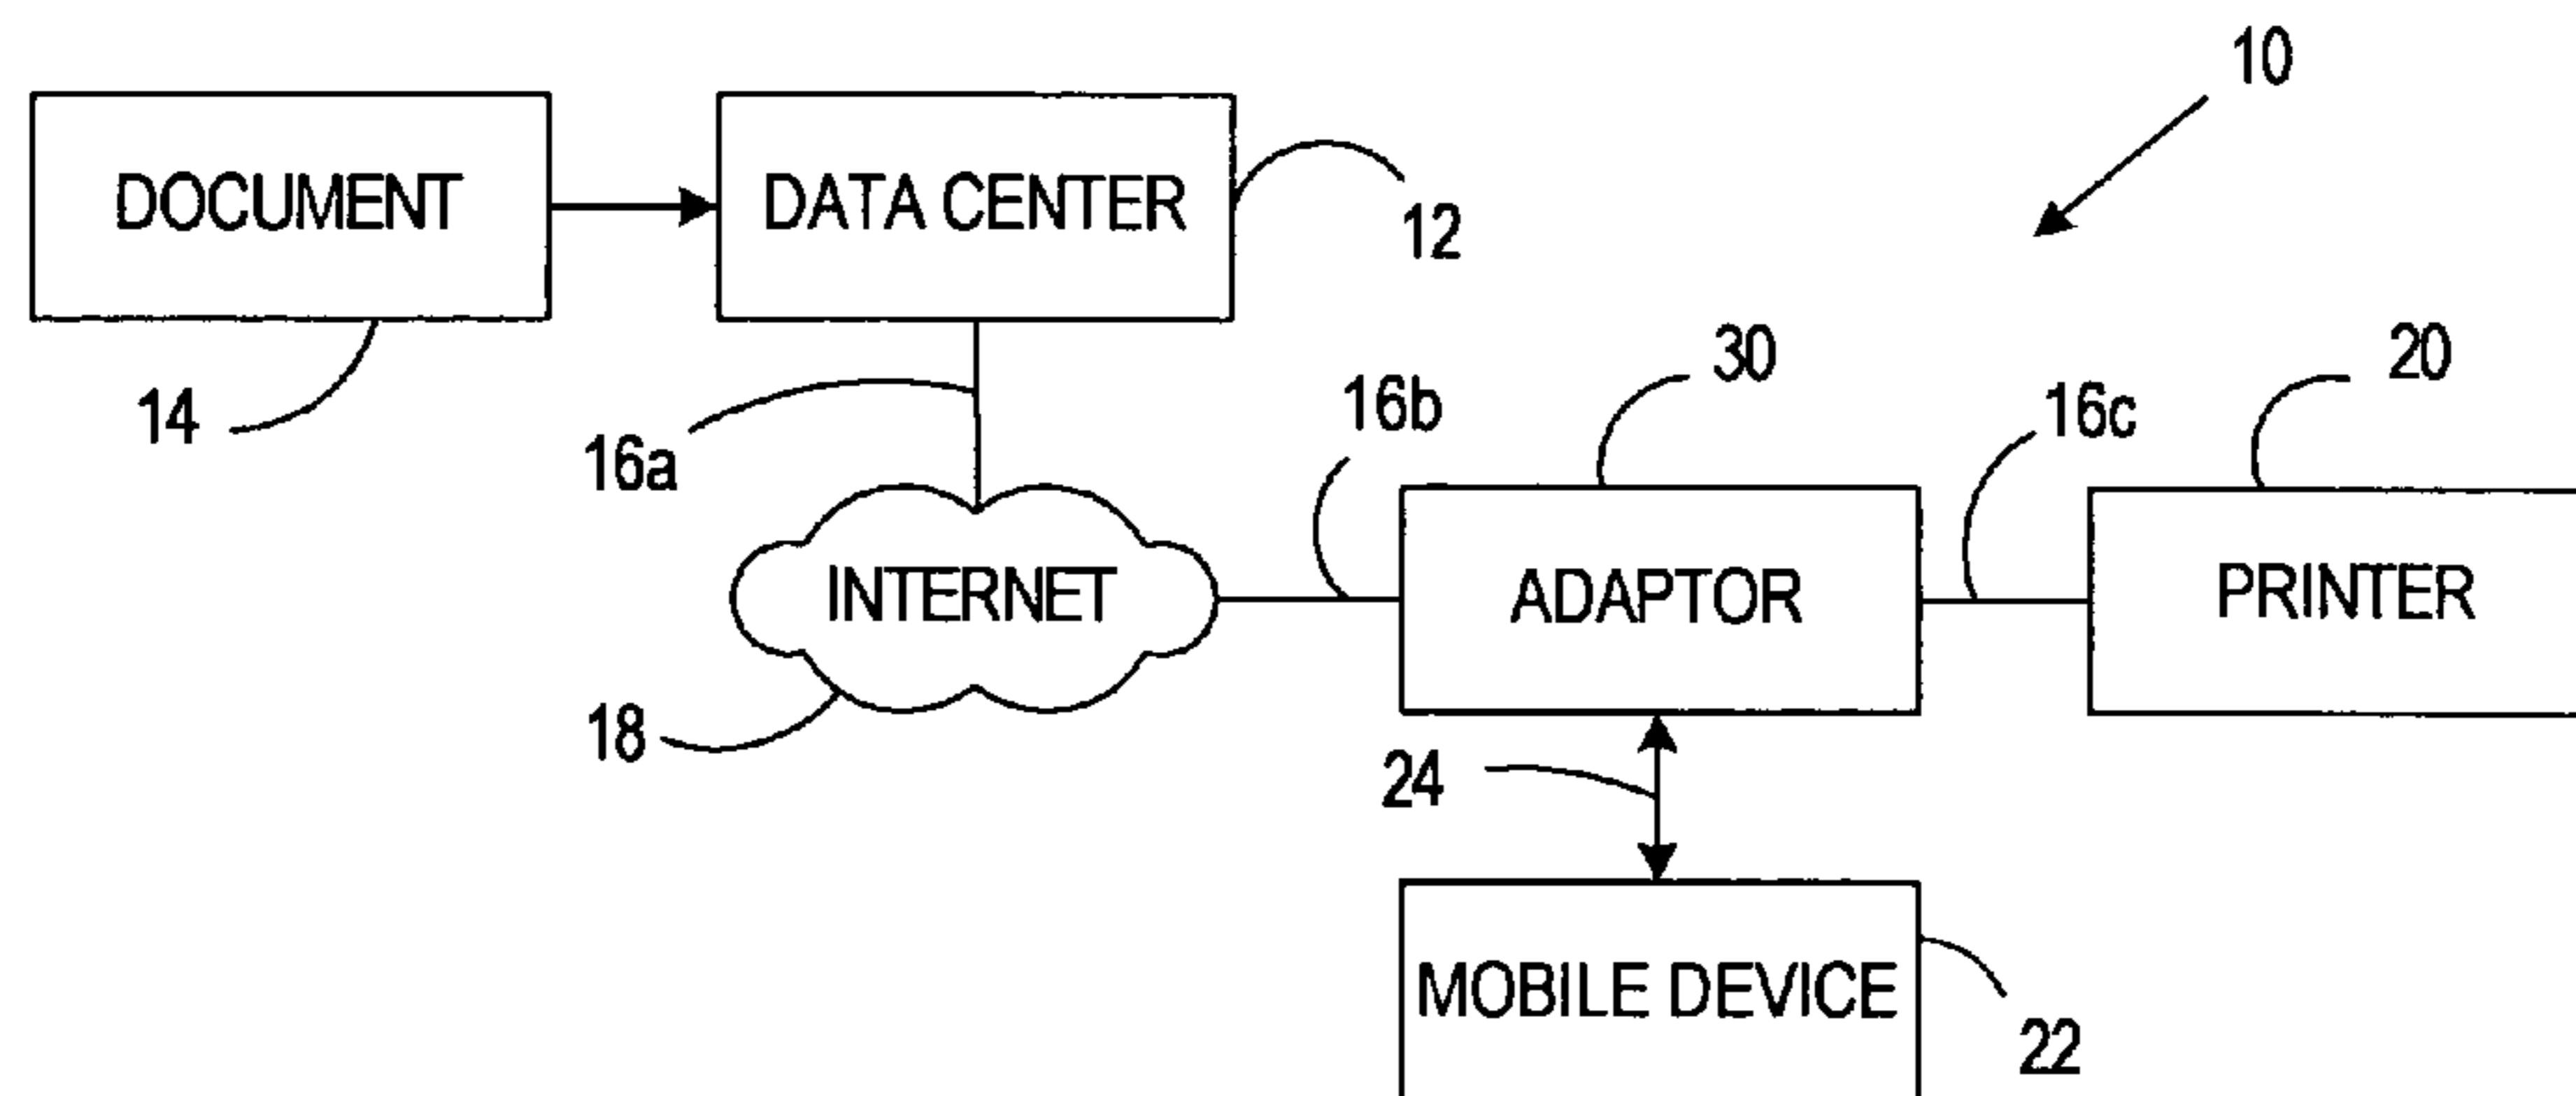 10
DOCUMENT
DATA CENTER
12
14
16a
30
16b
16c
20
INTERNET
ADAPTOR
PRINTER
18
24
MOBILE DEVICE
22